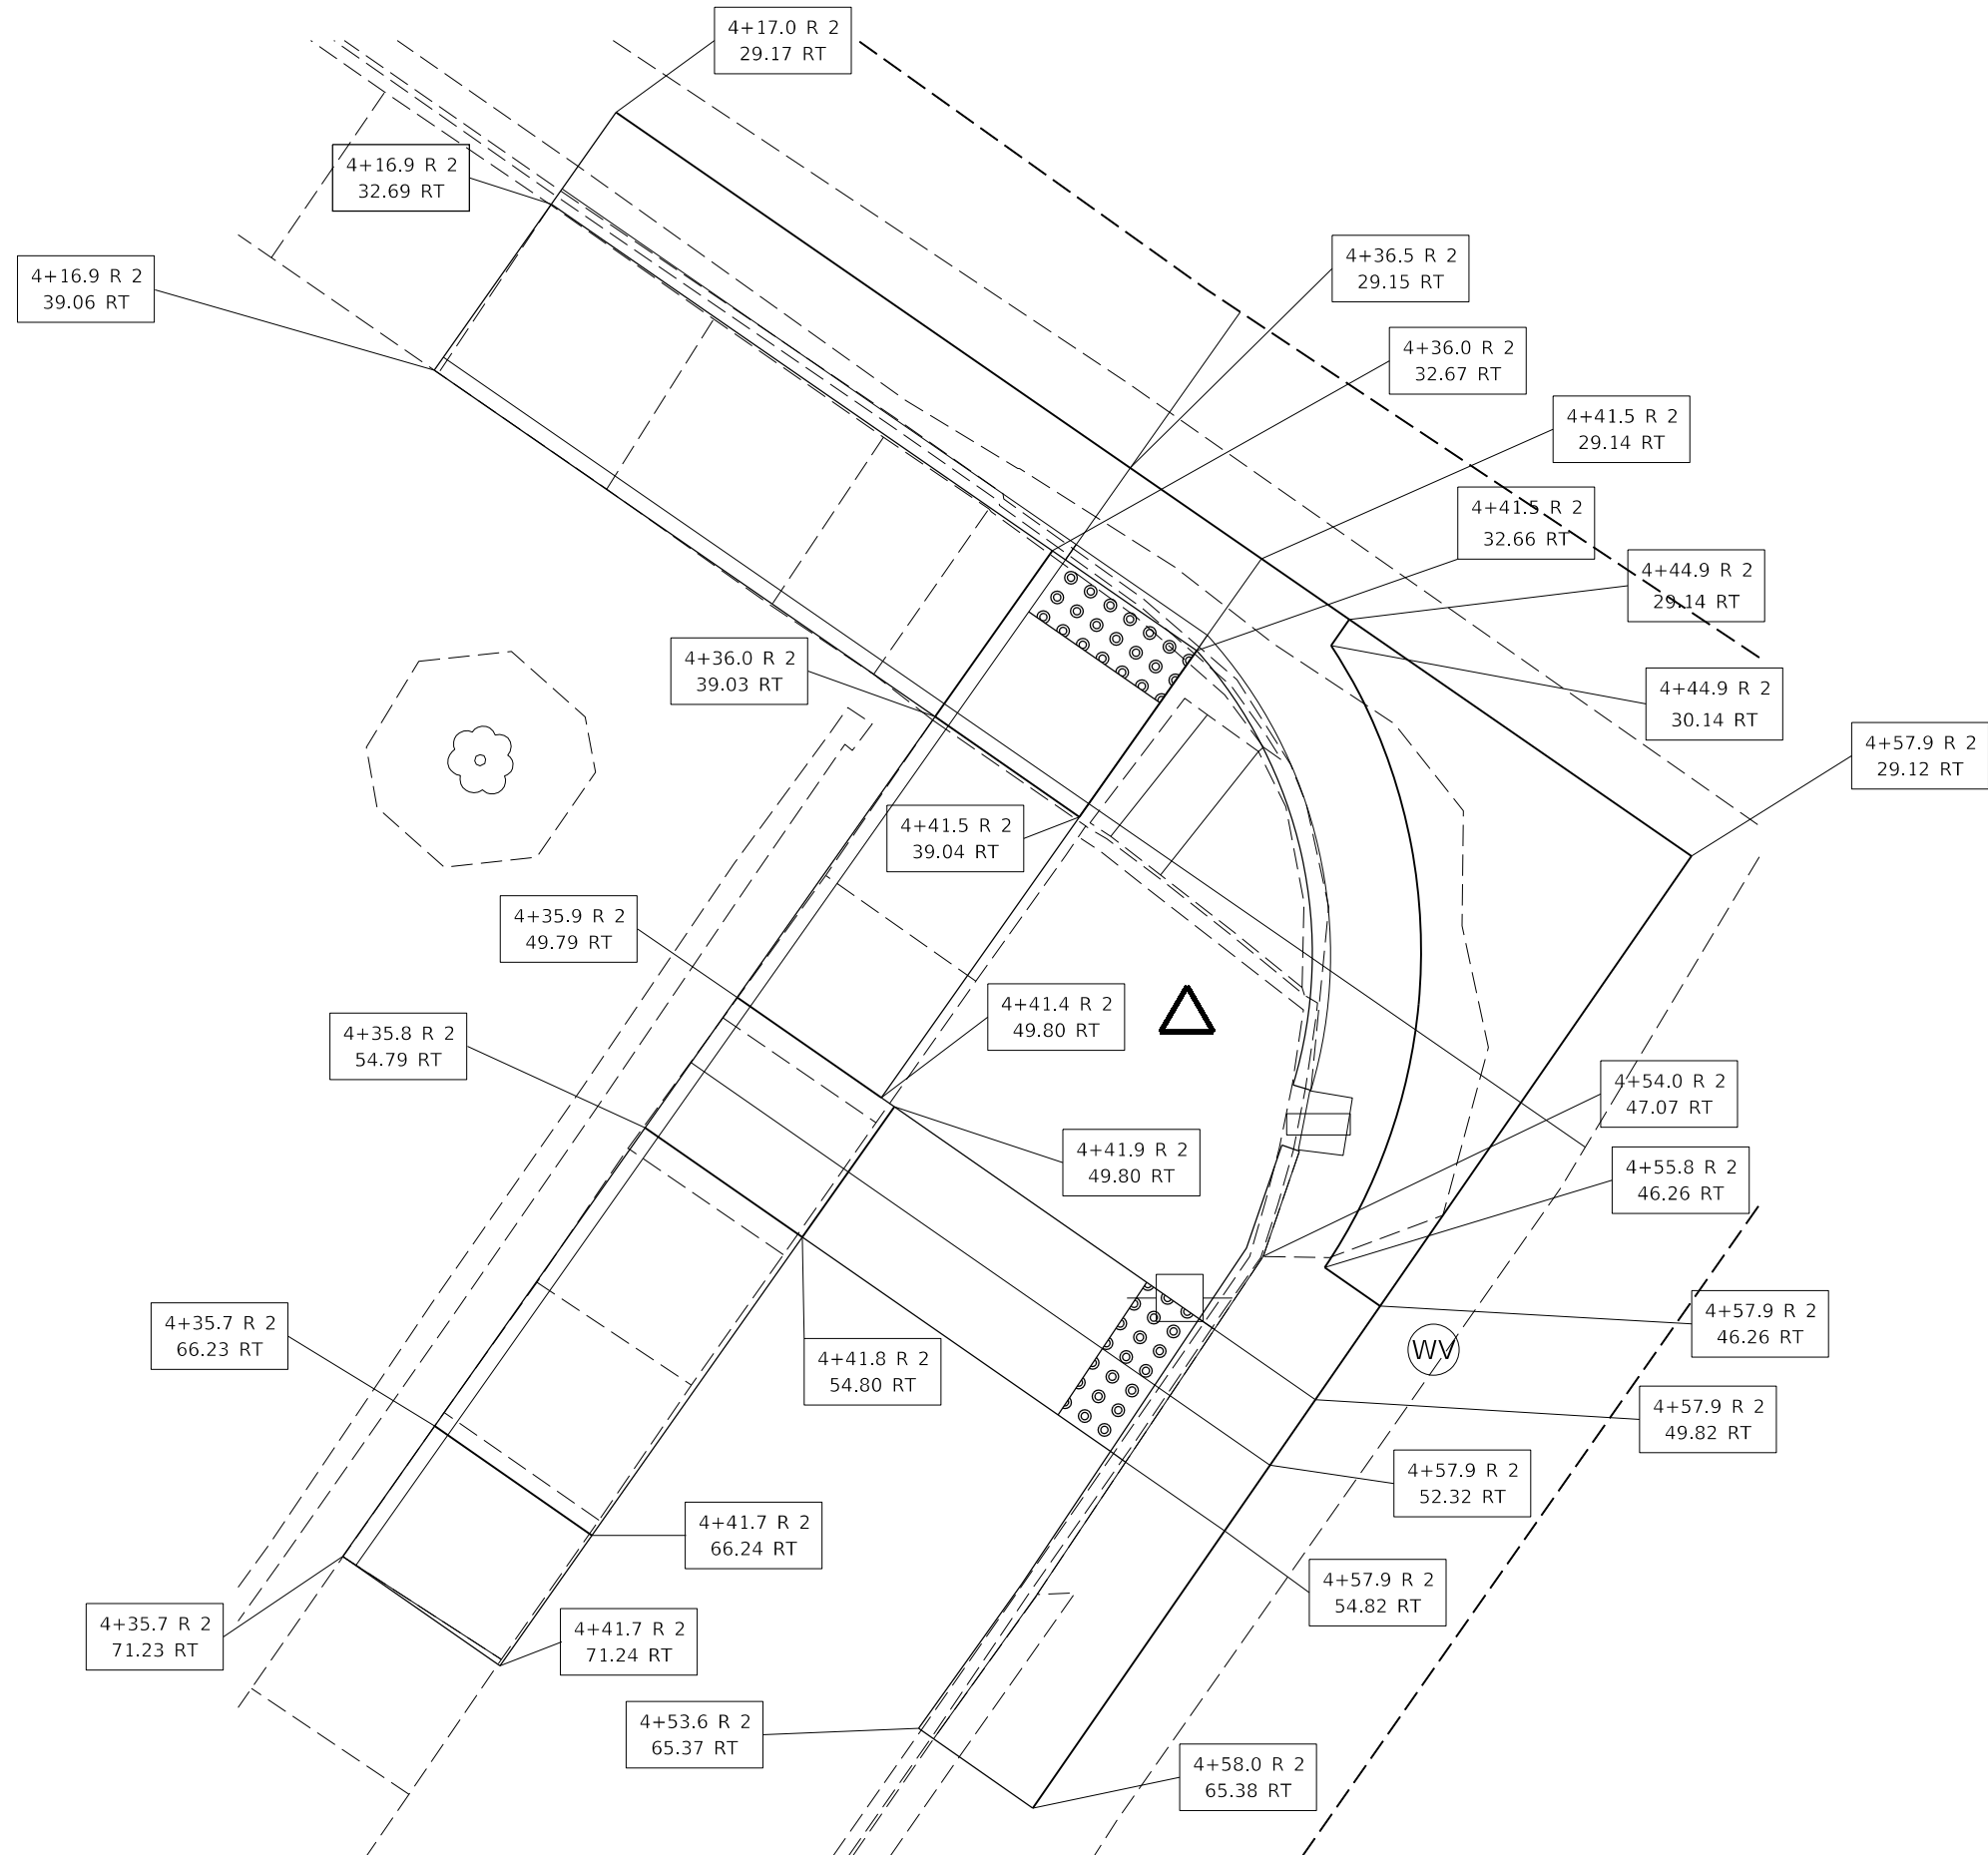 4+17.0 R 2
29.17 RT
4+16.9 R 2
32.69 RT
4+16.9 R 2
39.06 RT
4+36.5 R 2
29.15 RT
4+36.0 R 2
32.67 RT
4+41.5 R 2
29.14 RT
4+41.5 R 2
32.66 RT
4+44.9 R 2
29.14 RT
4+36.0 R 2
39.03 RT
4+44.9 R 2
30.14 RT
4+57.9 R 2
29.12 RT
4+41.5 R 2
39.04 RT
4+35.9 R 2
49.79 RT
4+41.4 R 2
49.80 RT
4+35.8 R 2
54.79 RT
4+54.0 R 2
47.07 RT
4+41.9 R 2
49.80 RT
4+55.8 R 2
46.26 RT
4+57.9 R 2
46.26 RT
WV
4+35.7 R 2
66.23 RT
4+41.8 R 2
54.80 RT
4+57.9 R 2
49.82 RT
4+57.9 R 2
52.32 RT
4+41.7 R 2
66.24 RT
4+57.9 R 2
54.82 RT
4+35.7 R 2
71.23 RT
4+41.7 R 2
71.24 RT
4+53.6 R 2
65.37 RT
4+58.0 R 2
65.38 RT